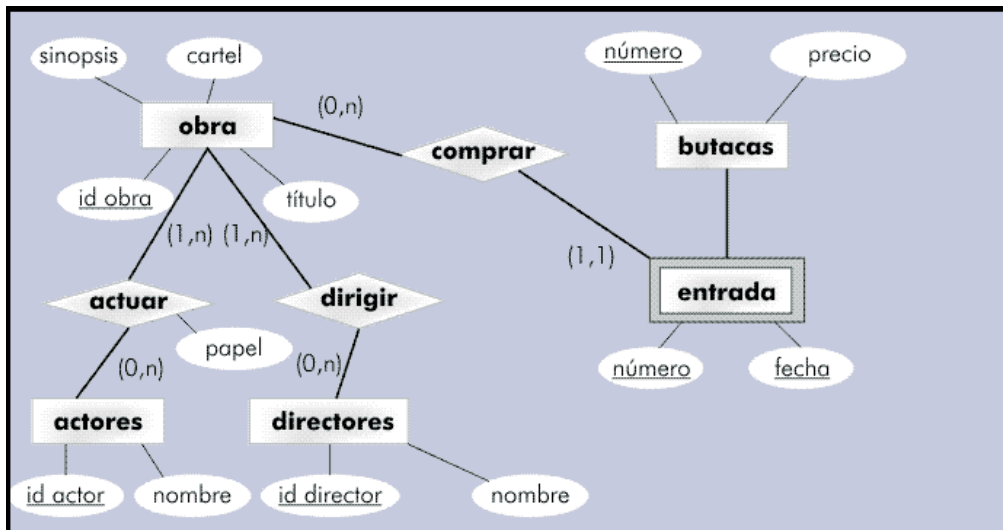 sinopsis
cartel
número
precio
(0,n)
obra
comprar
butacas
id obra
título
(1,n)
(1,n)
(1,1)
actuar
dirigir
entrada
papel
(0,n)
(0,n)
número
fecha
actores
directores
id actor
nombre
id director
nombre